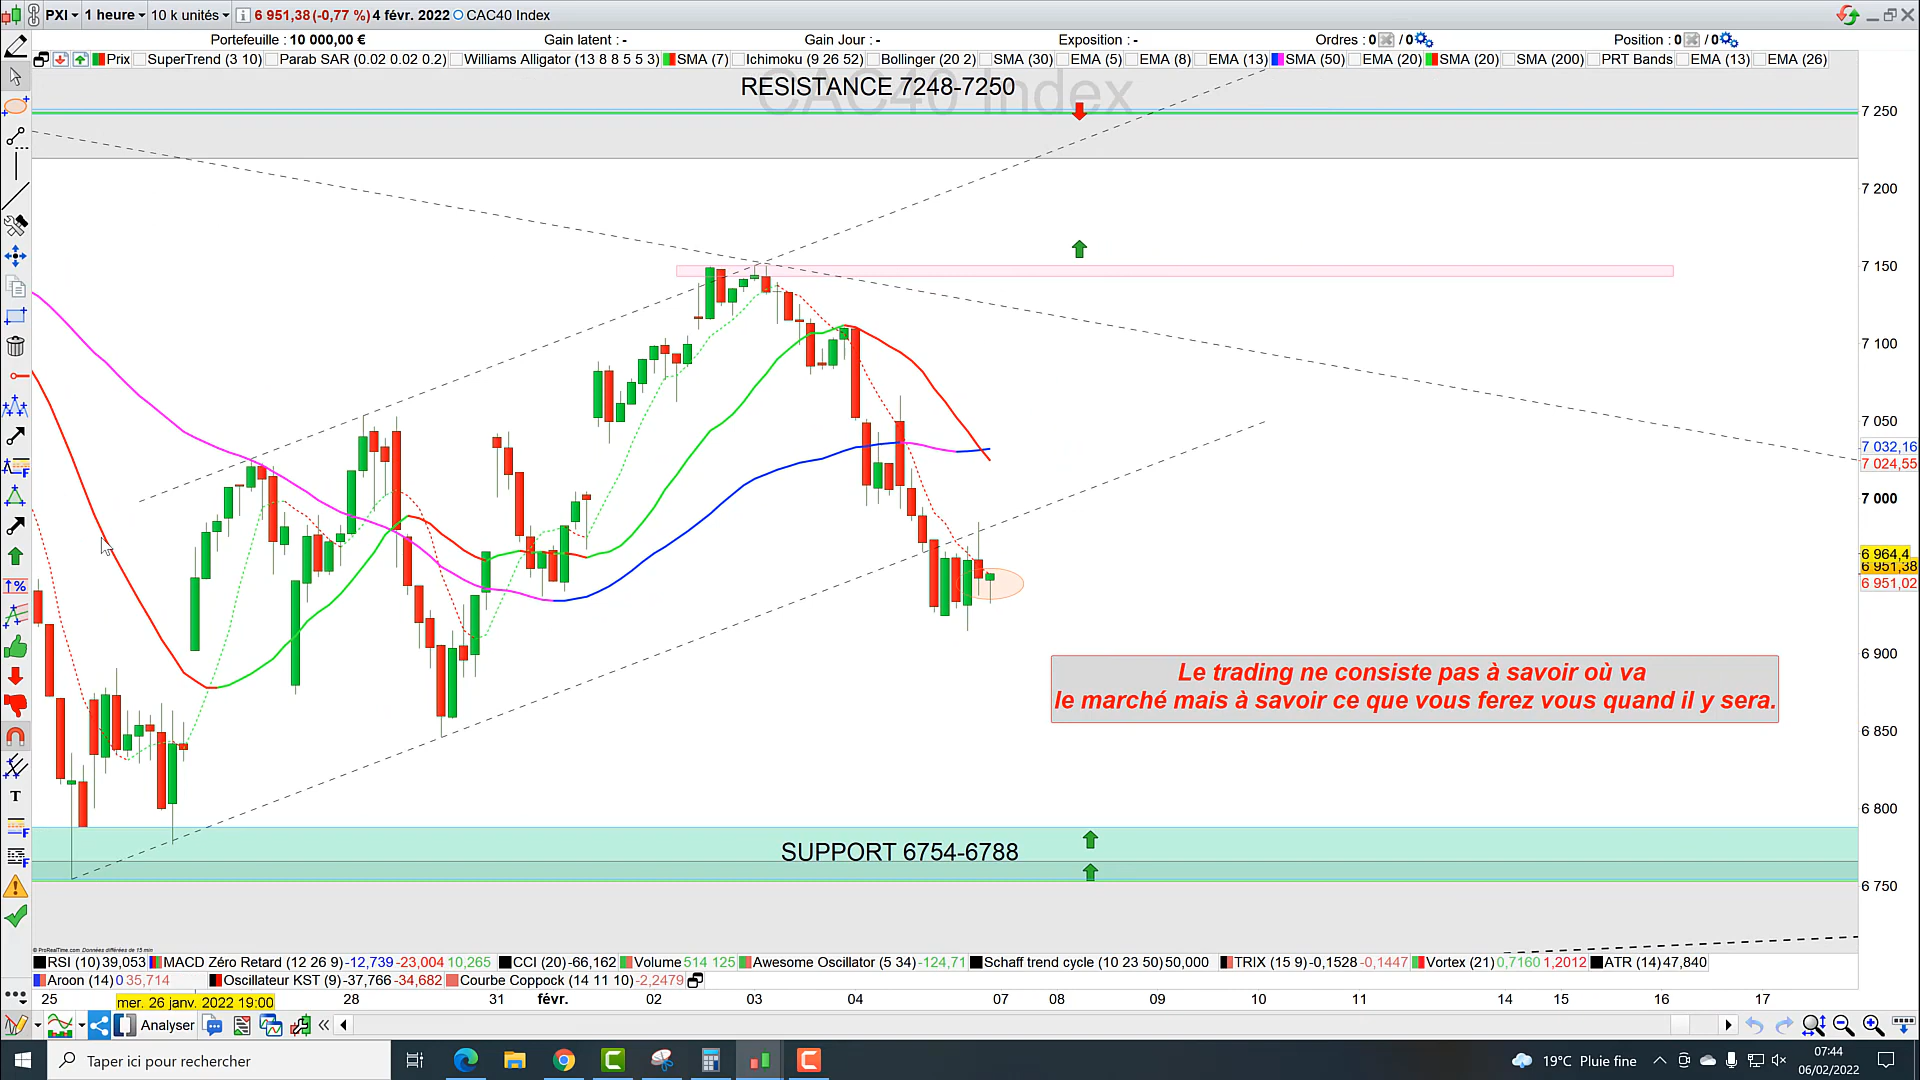 PXI 1 heure 10 k unités 6 951,38 (-0,77 %) 4 févr. 2022 CAC40 Index
Portefeuille : 10 000,00 € Gain latent : - Gain Jour : - Exposition : - Ordres : 0 / 0 Position : 0 / 0
Prix SuperTrend (3 10) Parab SAR (0.02 0.02 0.2) Williams Alligator (13 8 8 5 5 3) SMA (7) Ichimoku (9 26 52) Bollinger (20 2) SMA (30) EMA (5) EMA (8) EMA (13) SMA (50) EMA (20) SMA (20) SMA (200) PRT Bands EMA (13) EMA (26)
RESISTANCE 7248-7250
CAC40 Index
7 250
7 200
7 150
7 100
7 050
7 032,16
7 024,55
7 000
6 964,4
6 951,38
6 951,02
6 900
Le trading ne consiste pas à savoir où va
le marché mais à savoir ce que vous ferez vous quand il y sera.
6 850
6 800
SUPPORT 6754-6788
6 750
© ProRealTime.com Données différées de 15 min
RSI (10) 39,053 MACD Zéro Retard (12 26 9) -12,739 -23,004 10,265 CCI (20) -66,162 Volume 514 125 Awesome Oscillator (5 34) -124,71 Schaff trend cycle (10 23 50) 50,000 TRIX (15 9) -0,1528 -0,1447 Vortex (21) 0,7160 1,2012 ATR (14) 47,840
Aroon (14) 0 35,714 Oscillateur KST (9) -37,766 -34,682 Courbe Coppock (14 11 10) -2,2479
25 mer. 26 janv. 2022 19:00 28 31 févr. 02 03 04 07 08 09 10 11 14 15 16 17
Analyser
Taper ici pour rechercher
19°C Pluie fine
07:44
06/02/2022